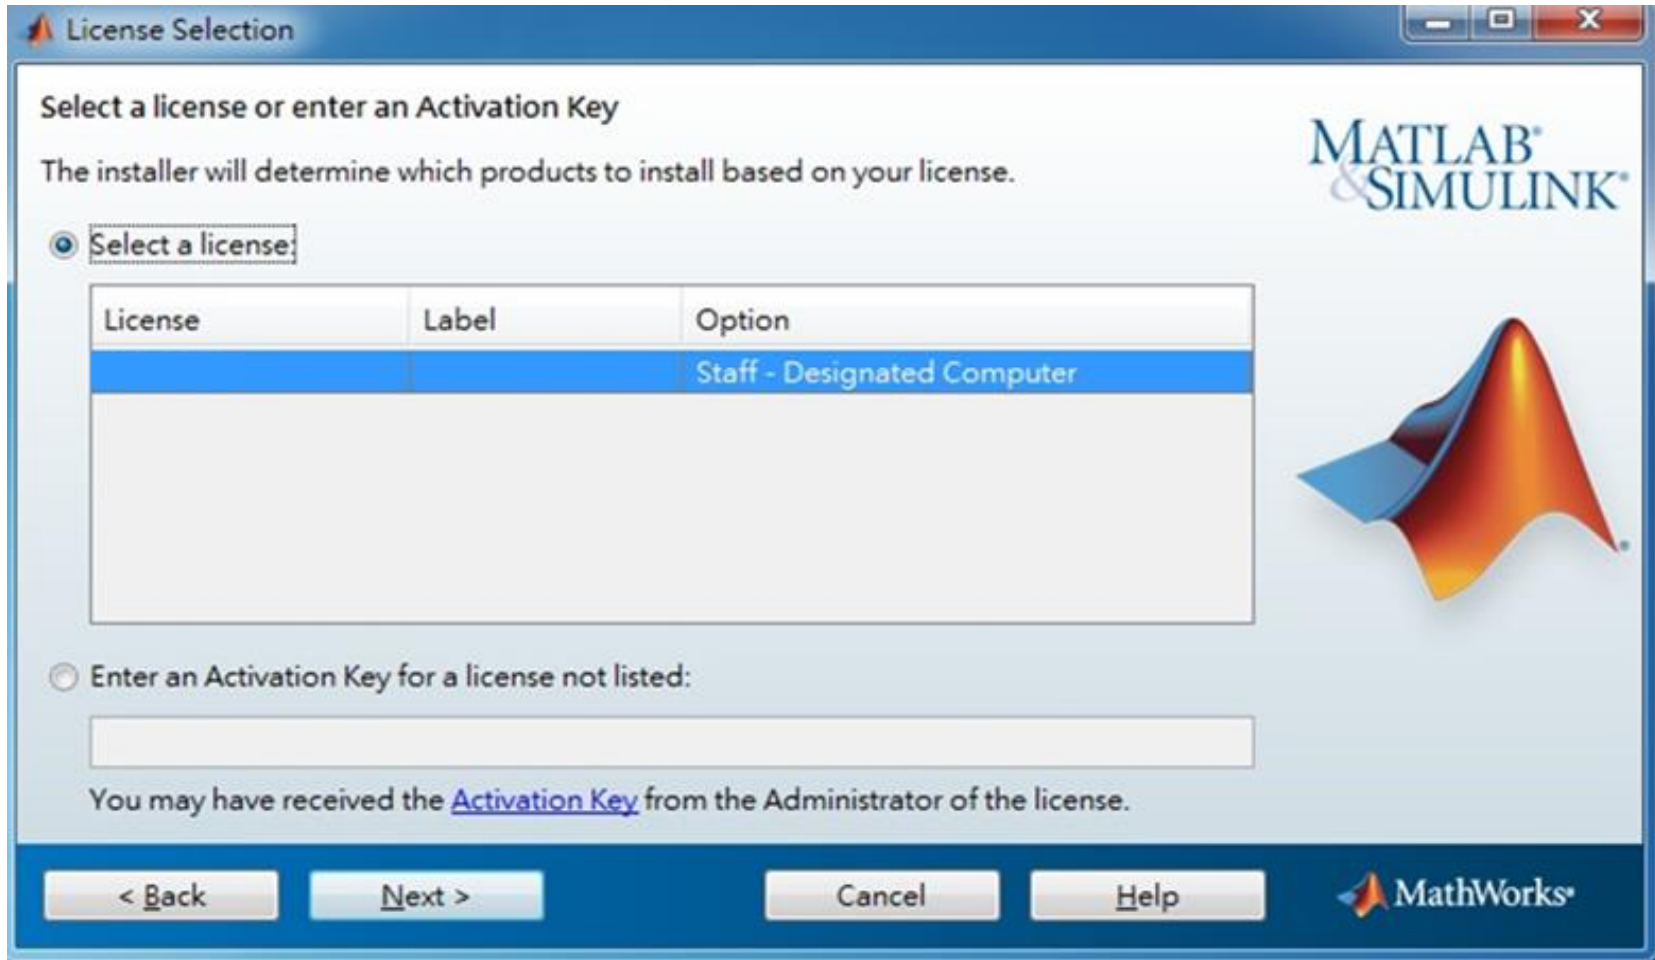 License Selection
Select a license or enter an Activation Key
The installer will determine which products to install based on your license.
MATLAB®
&SIMULINK®
Select a license:
License Label Option
Staff - Designated Computer
Enter an Activation Key for a license not listed:
You may have received the Activation Key from the Administrator of the license.
< Back Next > Cancel Help MathWorks®